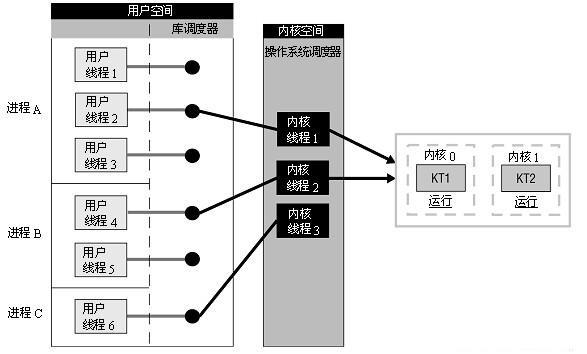 用户空间
库调度器
内核空间
操作系统调度器
进程A
用户
线程1
用户
线程2
用户
线程3
进程B
用户
线程4
用户
线程5
进程C
用户
线程6
内核
线程1
内核
线程2
内核
线程3
内核0
KT1
运行
内核1
KT2
运行